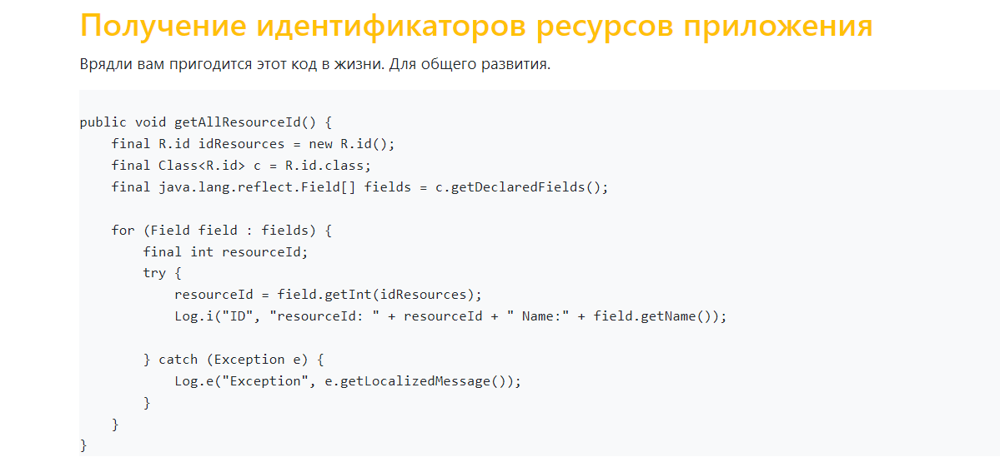 Получение идентификаторов ресурсов приложения
Врядли вам пригодится этот код в жизни. Для общего развития.
public void getAllResourceId() {
    final R.id idResources = new R.id();
    final Class<R.id> c = R.id.class;
    final java.lang.reflect.Field[] fields = c.getDeclaredFields();

    for (Field field : fields) {
        final int resourceId;
        try {
            resourceId = field.getInt(idResources);
            Log.i("ID", "resourceId: " + resourceId + " Name:" + field.getName());

        } catch (Exception e) {
            Log.e("Exception", e.getLocalizedMessage());
        }
    }
}